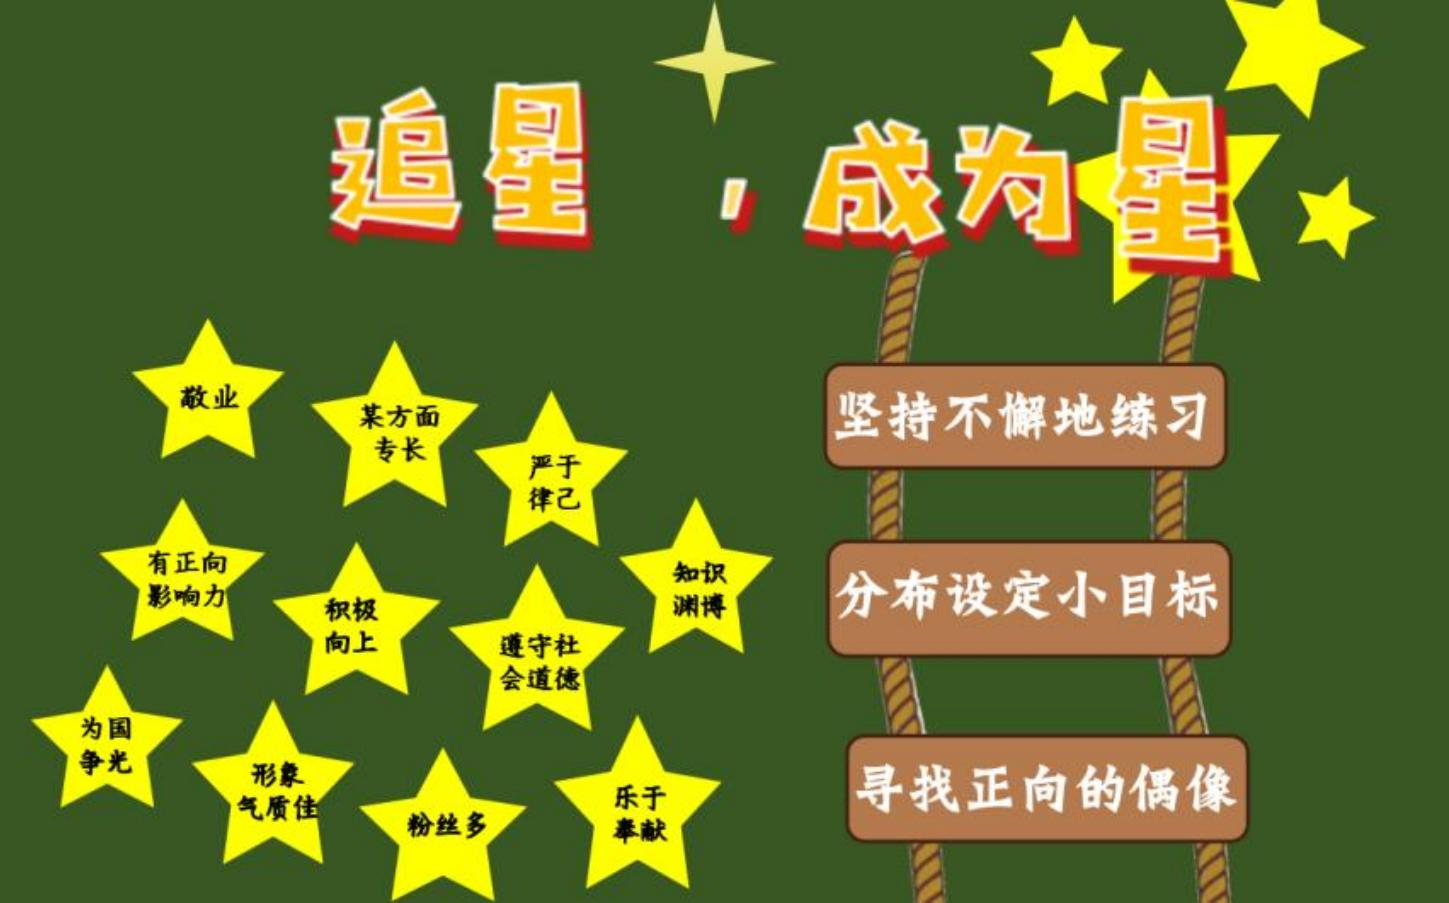 追星，成为星
敬业
某方面
专长
严于
律己
有正向
影响力
积极
向上
遵守社
会道德
知识
渊博
为国
争光
形象
气质佳
粉丝多
乐于
奉献
坚持不懈地练习
分布设定小目标
寻找正向的偶像